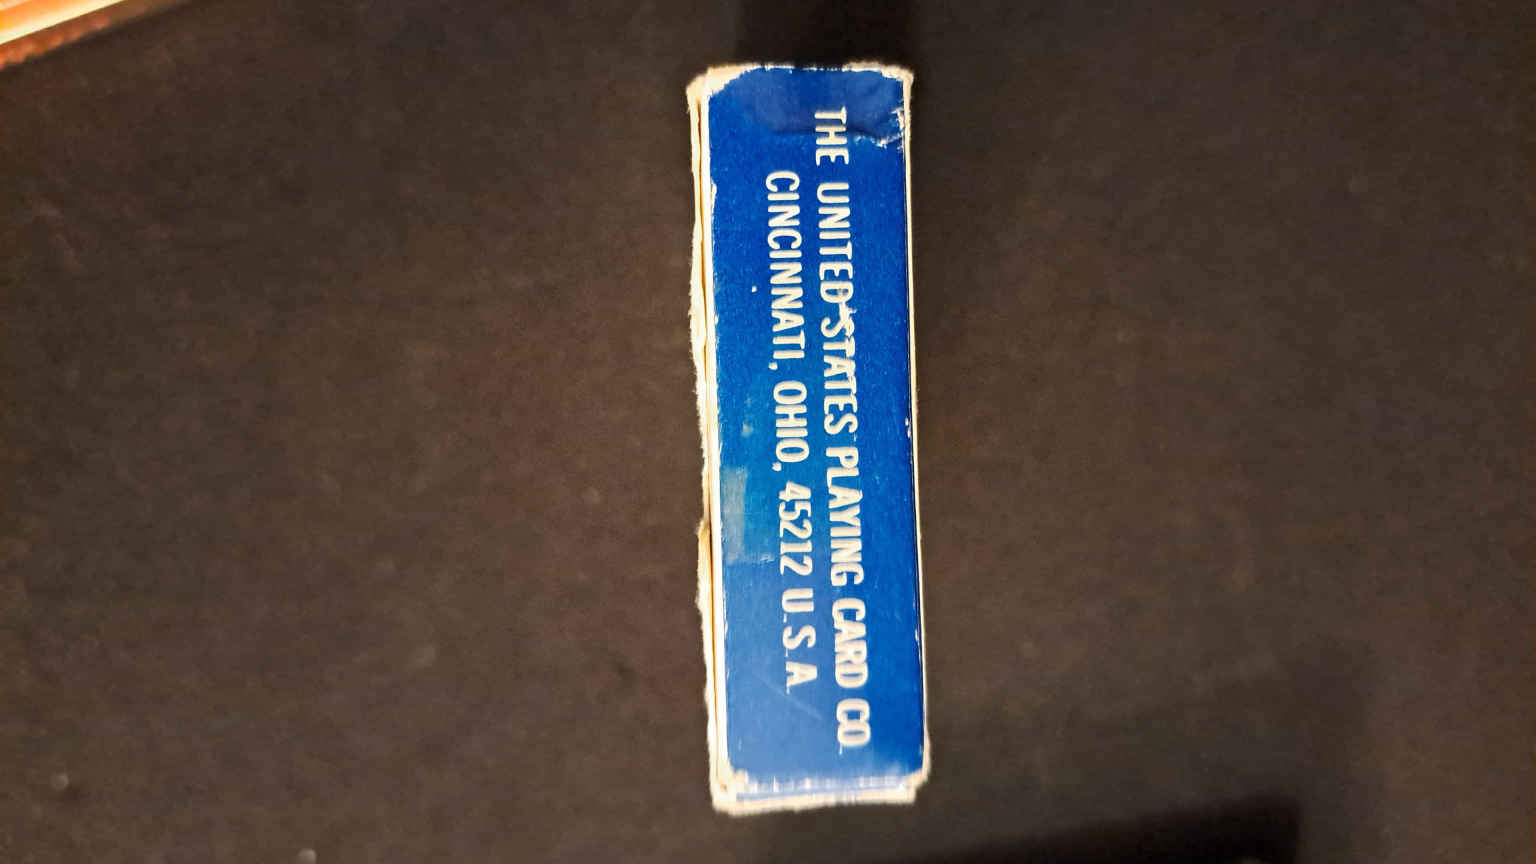 THE UNITED STATES PLAYING CARD CO.
CINCINNATI, OHIO, 45212 U.S.A.